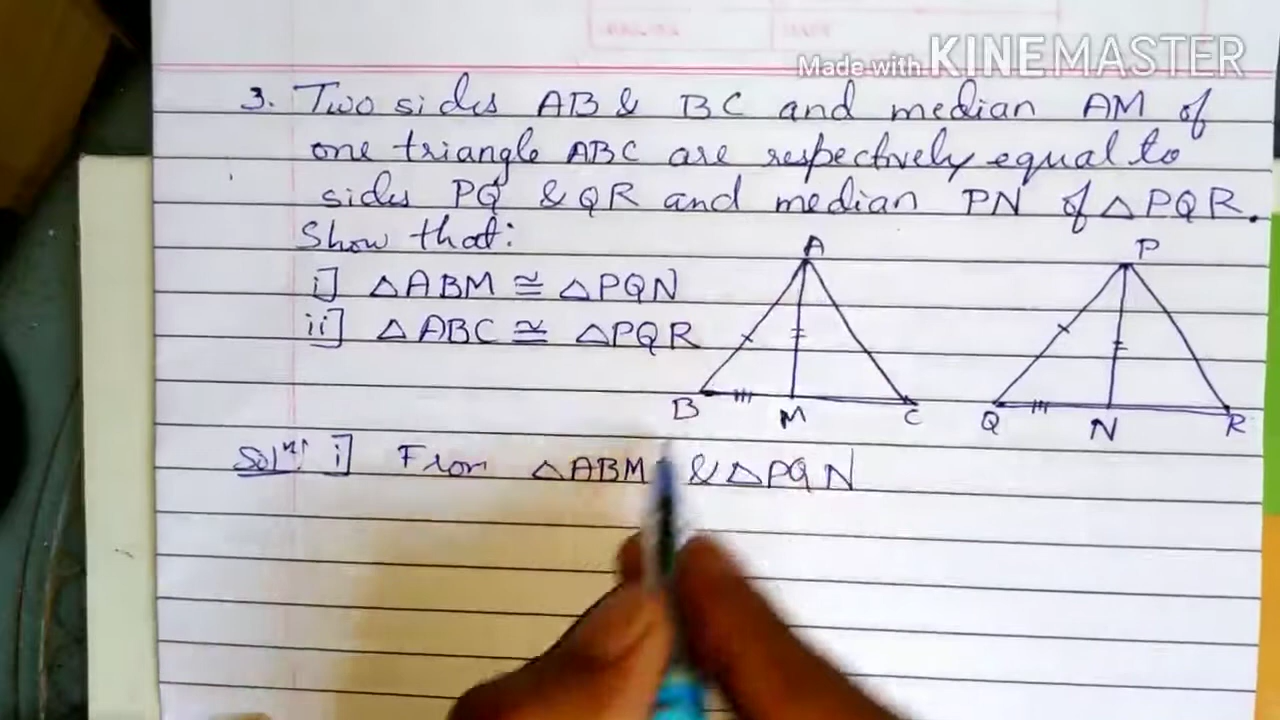 Made with KINEMASTER
3. Two sides AB & BC and median AM of
one triangle ABC are respectively equal to
sides PQ & QR and median PN of △PQR.
Show that:
i] △ABM ≅ △PQN
ii] △ABC ≅ △PQR
A
P
B
M
C
Q
N
R
Solⁿ: i] From △ABM & △PQN